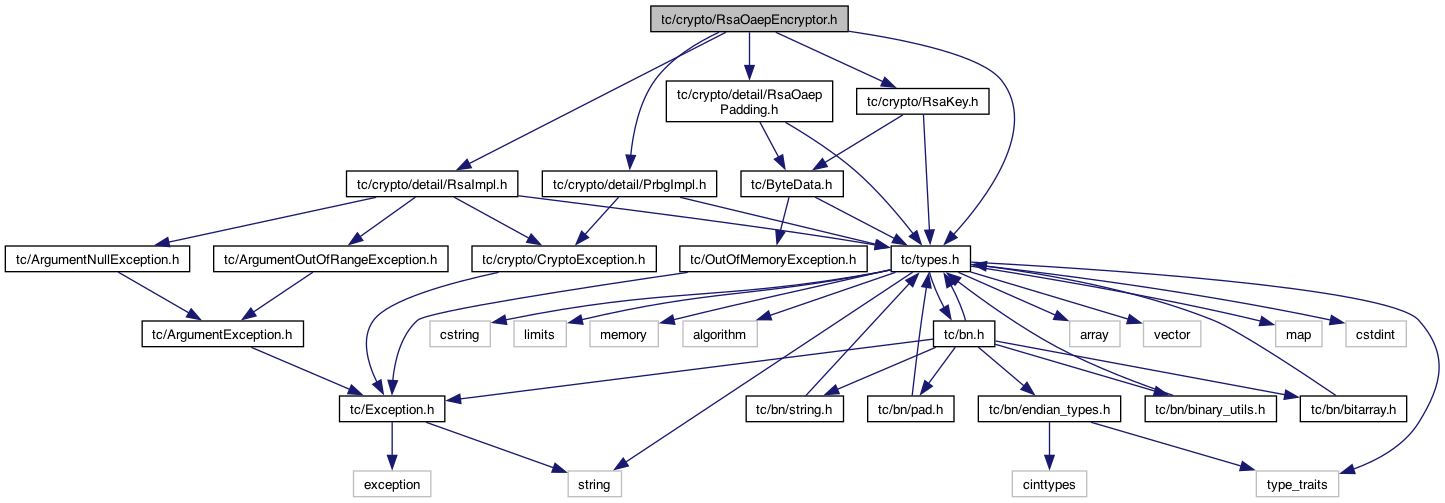 tc/crypto/RsaOaepEncryptor.h
tc/crypto/detail/RsaOaep
Padding.h
tc/crypto/RsaKey.h
tc/crypto/detail/RsaImpl.h
tc/crypto/detail/PrbgImpl.h
tc/ByteData.h
tc/ArgumentNullException.h
tc/ArgumentOutOfRangeException.h
tc/crypto/CryptoException.h
tc/OutOfMemoryException.h
tc/types.h
tc/ArgumentException.h
cstring
limits
memory
algorithm
tc/bn.h
array
vector
map
cstdint
tc/Exception.h
tc/bn/string.h
tc/bn/pad.h
tc/bn/endian_types.h
tc/bn/binary_utils.h
tc/bn/bitarray.h
exception
string
cinttypes
type_traits